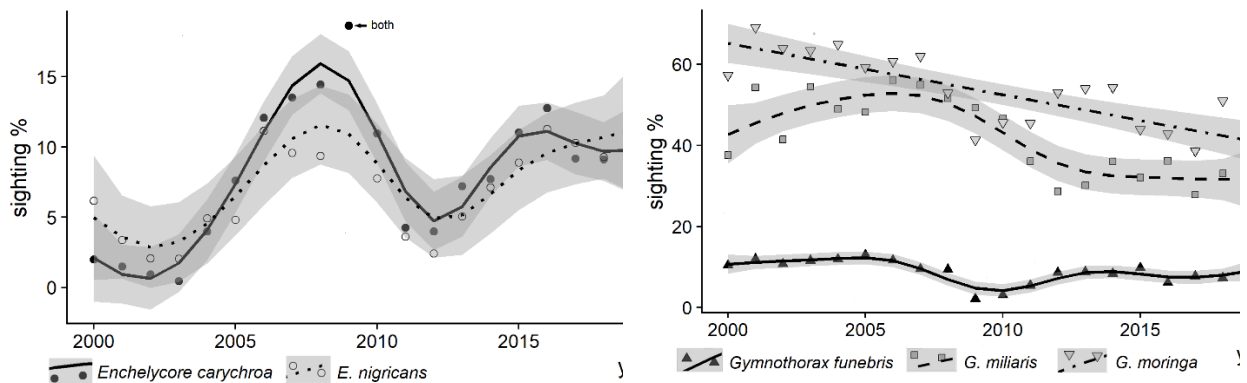 both
sighting %
15
10
5
0
2000 2005 2010 2015
Enchelycore carychroa E. nigricans
sighting %
60
40
20
0
2000 2005 2010 2015
Gymnothorax funebris G. miliaris G. moringa